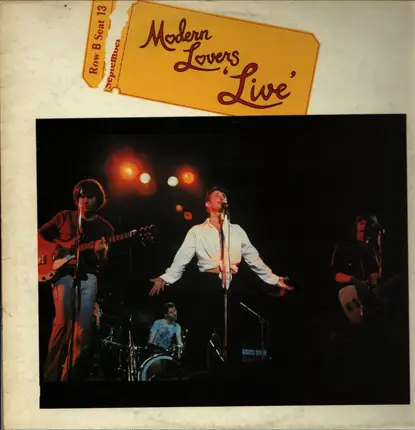 Row B Seat 13
September
Modern
Lovers
'Live'